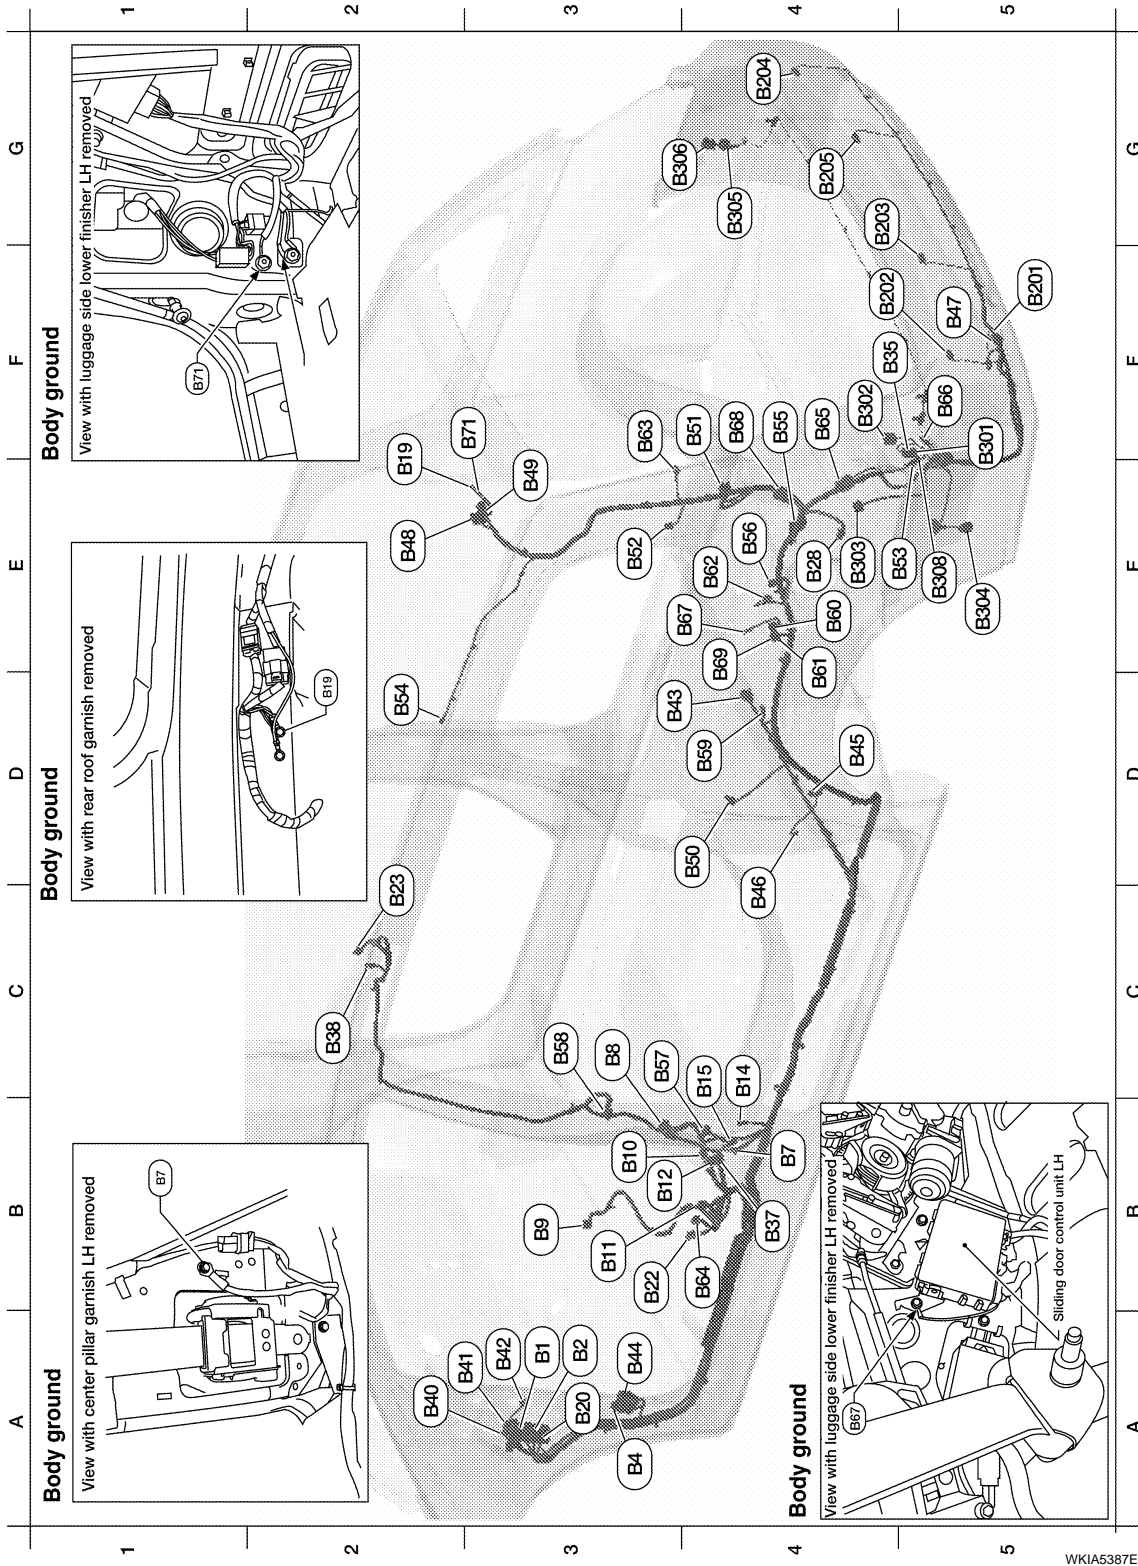 1
2
3
4
5
G
F
E
D
C
B
A
Body ground
View with center pillar garnish LH removed
B7
Body ground
View with rear roof garnish removed
B19
Body ground
View with luggage side lower finisher LH removed
B71
B40
B41
B42
B1
B2
B20
B4
B44
B9
B11
B22
B64
B12
B10
B37
B7
B38
B23
B58
B8
B57
B15
B14
B54
B48
B19
B71
B49
B52
B63
B51
B68
B55
B65
B302
B35
B47
B202
B203
B205
B204
B306
B305
B201
B66
B301
B50
B46
B59
B43
B45
B69
B67
B62
B56
B61
B60
B28
B303
B53
B308
B304
Body ground
View with luggage side lower finisher LH removed
B67
Sliding door control unit LH
A
B
C
D
E
F
G
1
2
3
4
5
WKIA5387E